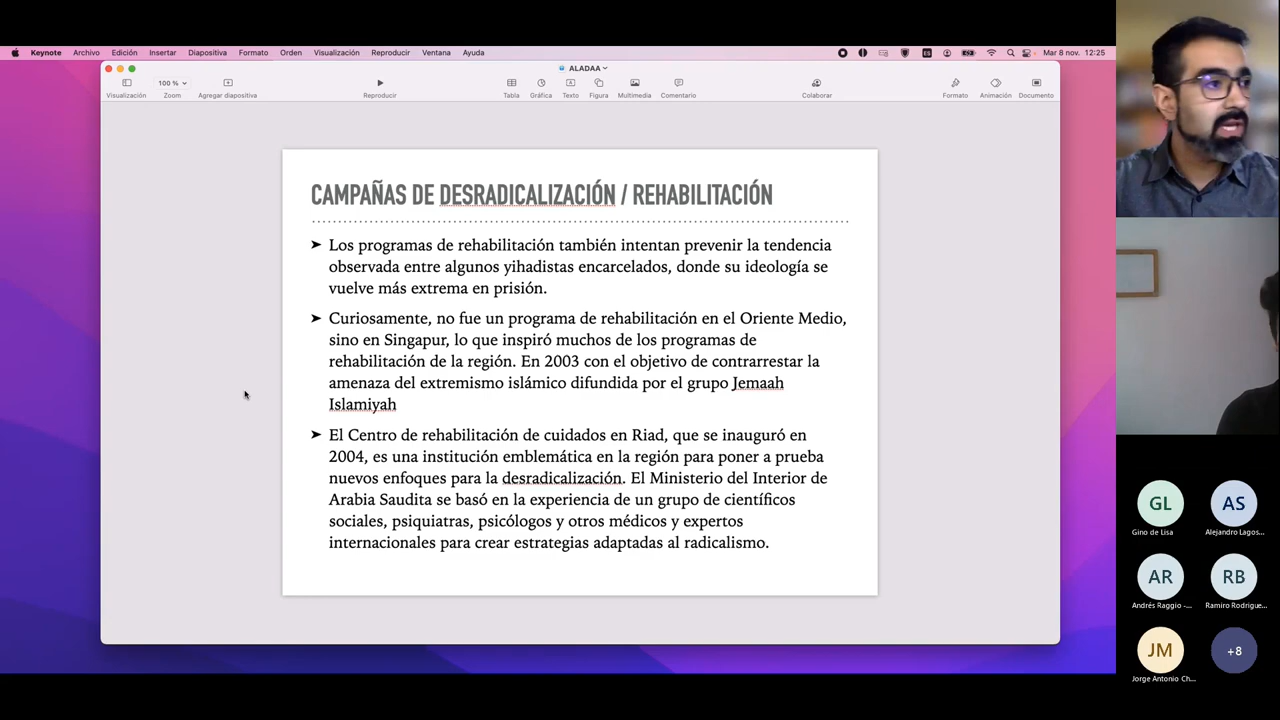 Keynote Archivo Edición Insertar Diapositiva Formato Orden Visualización Reproducir Ventana Ayuda Mar 8 nov. 12:25
ALADAA
100 %
Visualización Zoom Agregar diapositiva Reproducir Tabla Gráfica Texto Figura Multimedia Comentario Colaborar Formato Animación Documento
CAMPAÑAS DE DESRADICALIZACIÓN / REHABILITACIÓN
➤ Los programas de rehabilitación también intentan prevenir la tendencia
observada entre algunos yihadistas encarcelados, donde su ideología se
vuelve más extrema en prisión.
➤ Curiosamente, no fue un programa de rehabilitación en el Oriente Medio,
sino en Singapur, lo que inspiró muchos de los programas de
rehabilitación de la región. En 2003 con el objetivo de contrarrestar la
amenaza del extremismo islámico difundida por el grupo Jemaah
Islamiyah
➤ El Centro de rehabilitación de cuidados en Riad, que se inauguró en
2004, es una institución emblemática en la región para poner a prueba
nuevos enfoques para la desradicalización. El Ministerio del Interior de
Arabia Saudita se basó en la experiencia de un grupo de científicos
sociales, psiquiatras, psicólogos y otros médicos y expertos
internacionales para crear estrategias adaptadas al radicalismo.
GL AS
Gino de Lisa Alejandro Lagos...
AR RB
Andrés Raggio -... Ramiro Rodrigue...
JM +8
Jorge Antonio Ch...